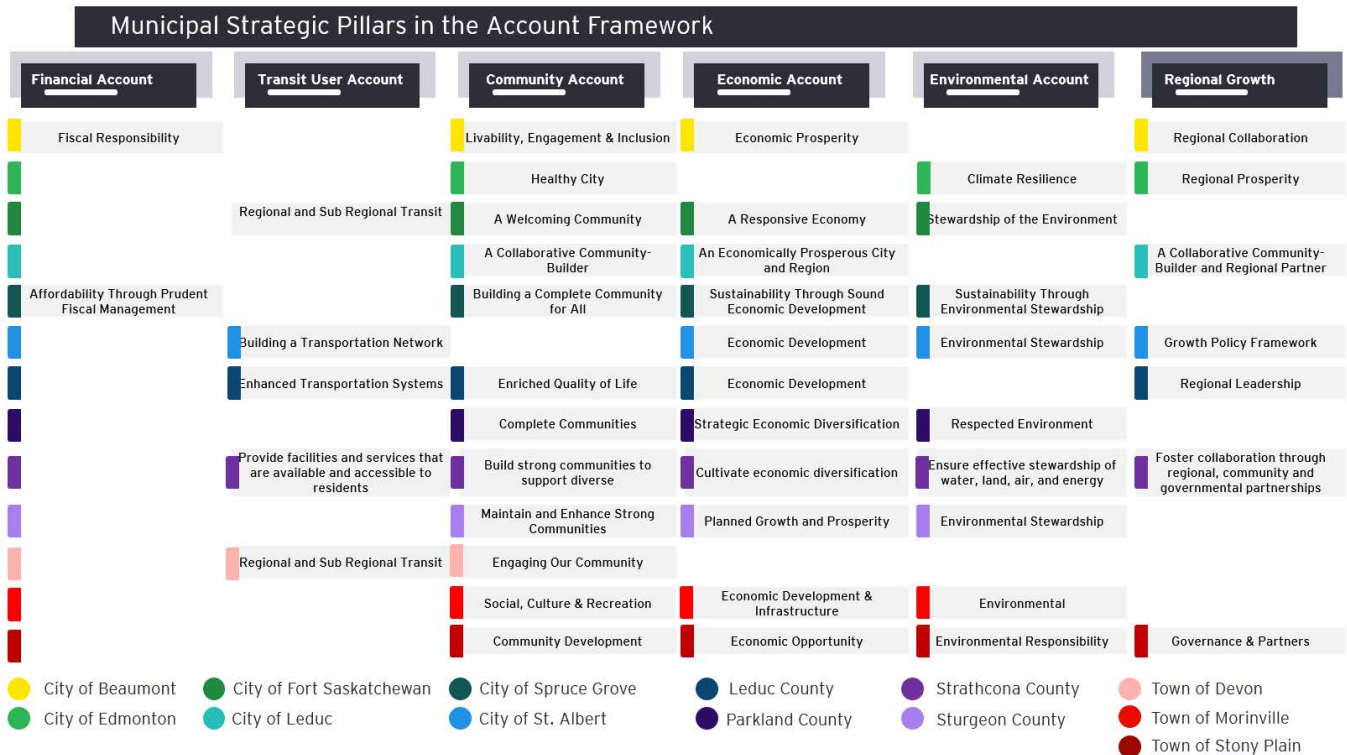 Municipal Strategic Pillars in the Account Framework
Financial Account
Transit User Account
Community Account
Economic Account
Environmental Account
Regional Growth
Fiscal Responsibility
Livability, Engagement & Inclusion
Economic Prosperity
Regional Collaboration
Healthy City
Climate Resilience
Regional Prosperity
Regional and Sub Regional Transit
A Welcoming Community
A Responsive Economy
Stewardship of the Environment
A Collaborative Community-
Builder
An Economically Prosperous City
and Region
A Collaborative Community-
Builder and Regional Partner
Affordability Through Prudent
Fiscal Management
Building a Complete Community
for All
Sustainability Through Sound
Economic Development
Sustainability Through
Environmental Stewardship
Building a Transportation Network
Economic Development
Environmental Stewardship
Growth Policy Framework
Enhanced Transportation Systems
Enriched Quality of Life
Economic Development
Regional Leadership
Complete Communities
Strategic Economic Diversification
Respected Environment
Provide facilities and services that
are available and accessible to
residents
Build strong communities to
support diverse
Cultivate economic diversification
Ensure effective stewardship of
water, land, air, and energy
Foster collaboration through
regional, community and
governmental partnerships
Maintain and Enhance Strong
Communities
Planned Growth and Prosperity
Environmental Stewardship
Regional and Sub Regional Transit
Engaging Our Community
Social, Culture & Recreation
Economic Development &
Infrastructure
Environmental
Community Development
Economic Opportunity
Environmental Responsibility
Governance & Partners
City of Beaumont
City of Fort Saskatchewan
City of Spruce Grove
Leduc County
Strathcona County
Town of Devon
City of Edmonton
City of Leduc
City of St. Albert
Parkland County
Sturgeon County
Town of Morinville
Town of Stony Plain